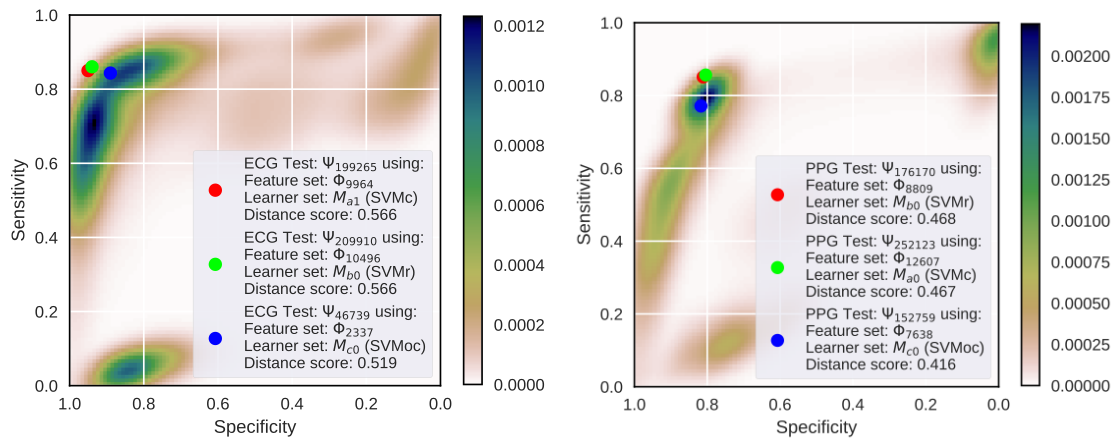 1.0
0.8
0.6
0.4
0.2
0.0
Sensitivity
1.0
0.8
0.6
0.4
0.2
0.0
Specificity
ECG Test: Ψ199265 using:
Feature set: Φ9964
Learner set: Ma1 (SVMc)
Distance score: 0.566
ECG Test: Ψ209910 using:
Feature set: Φ10496
Learner set: Mb0 (SVMr)
Distance score: 0.566
ECG Test: Ψ46739 using:
Feature set: Φ2337
Learner set: Mc0 (SVMoc)
Distance score: 0.519
0.0012
0.0010
0.0008
0.0006
0.0004
0.0002
0.0000
1.0
0.8
0.6
0.4
0.2
0.0
Sensitivity
1.0
0.8
0.6
0.4
0.2
0.0
Specificity
PPG Test: Ψ176170 using:
Feature set: Φ8809
Learner set: Mb0 (SVMr)
Distance score: 0.468
PPG Test: Ψ252123 using:
Feature set: Φ12607
Learner set: Ma0 (SVMc)
Distance score: 0.467
PPG Test: Ψ152759 using:
Feature set: Φ7638
Learner set: Mc0 (SVMoc)
Distance score: 0.416
0.00200
0.00175
0.00150
0.00125
0.00100
0.00075
0.00050
0.00025
0.00000